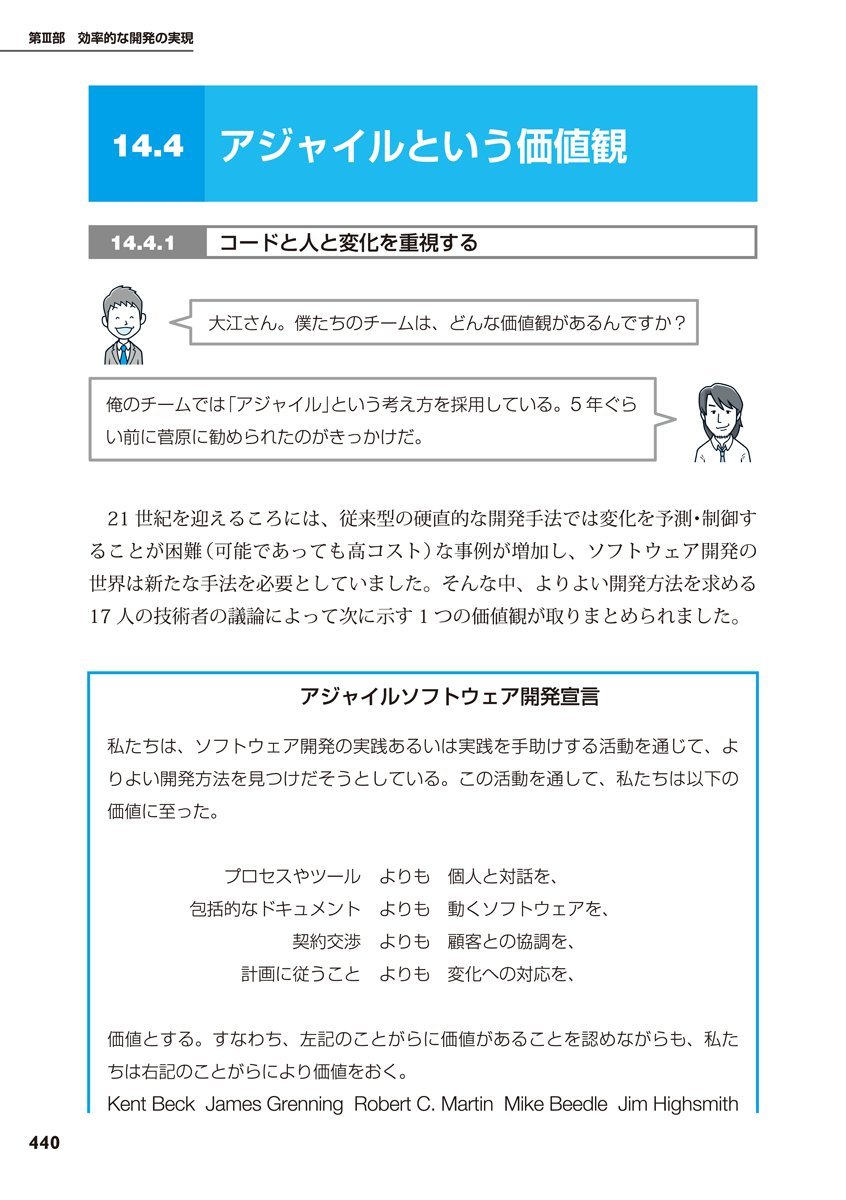 第Ⅲ部　効率的な開発の実現
14.4　アジャイルという価値観
14.4.1　コードと人と変化を重視する
大江さん。僕たちのチームは、どんな価値観があるんですか？
俺のチームでは「アジャイル」という考え方を採用している。5年ぐら
い前に菅原に勧められたのがきっかけだ。
21世紀を迎えるころには、従来型の硬直的な開発手法では変化を予測・制御す
ることが困難（可能であっても高コスト）な事例が増加し、ソフトウェア開発の
世界は新たな手法を必要としていました。そんな中、よりよい開発方法を求める
17人の技術者の議論によって次に示す1つの価値観が取りまとめられました。
アジャイルソフトウェア開発宣言
私たちは、ソフトウェア開発の実践あるいは実践を手助けする活動を通じて、よ
りよい開発方法を見つけだそうとしている。この活動を通して、私たちは以下の
価値に至った。
プロセスやツール　よりも　個人と対話を、
包括的なドキュメント　よりも　動くソフトウェアを、
契約交渉　よりも　顧客との協調を、
計画に従うこと　よりも　変化への対応を、
価値とする。すなわち、左記のことがらに価値があることを認めながらも、私た
ちは右記のことがらにより価値をおく。
Kent Beck James Grenning Robert C. Martin Mike Beedle Jim Highsmith
440